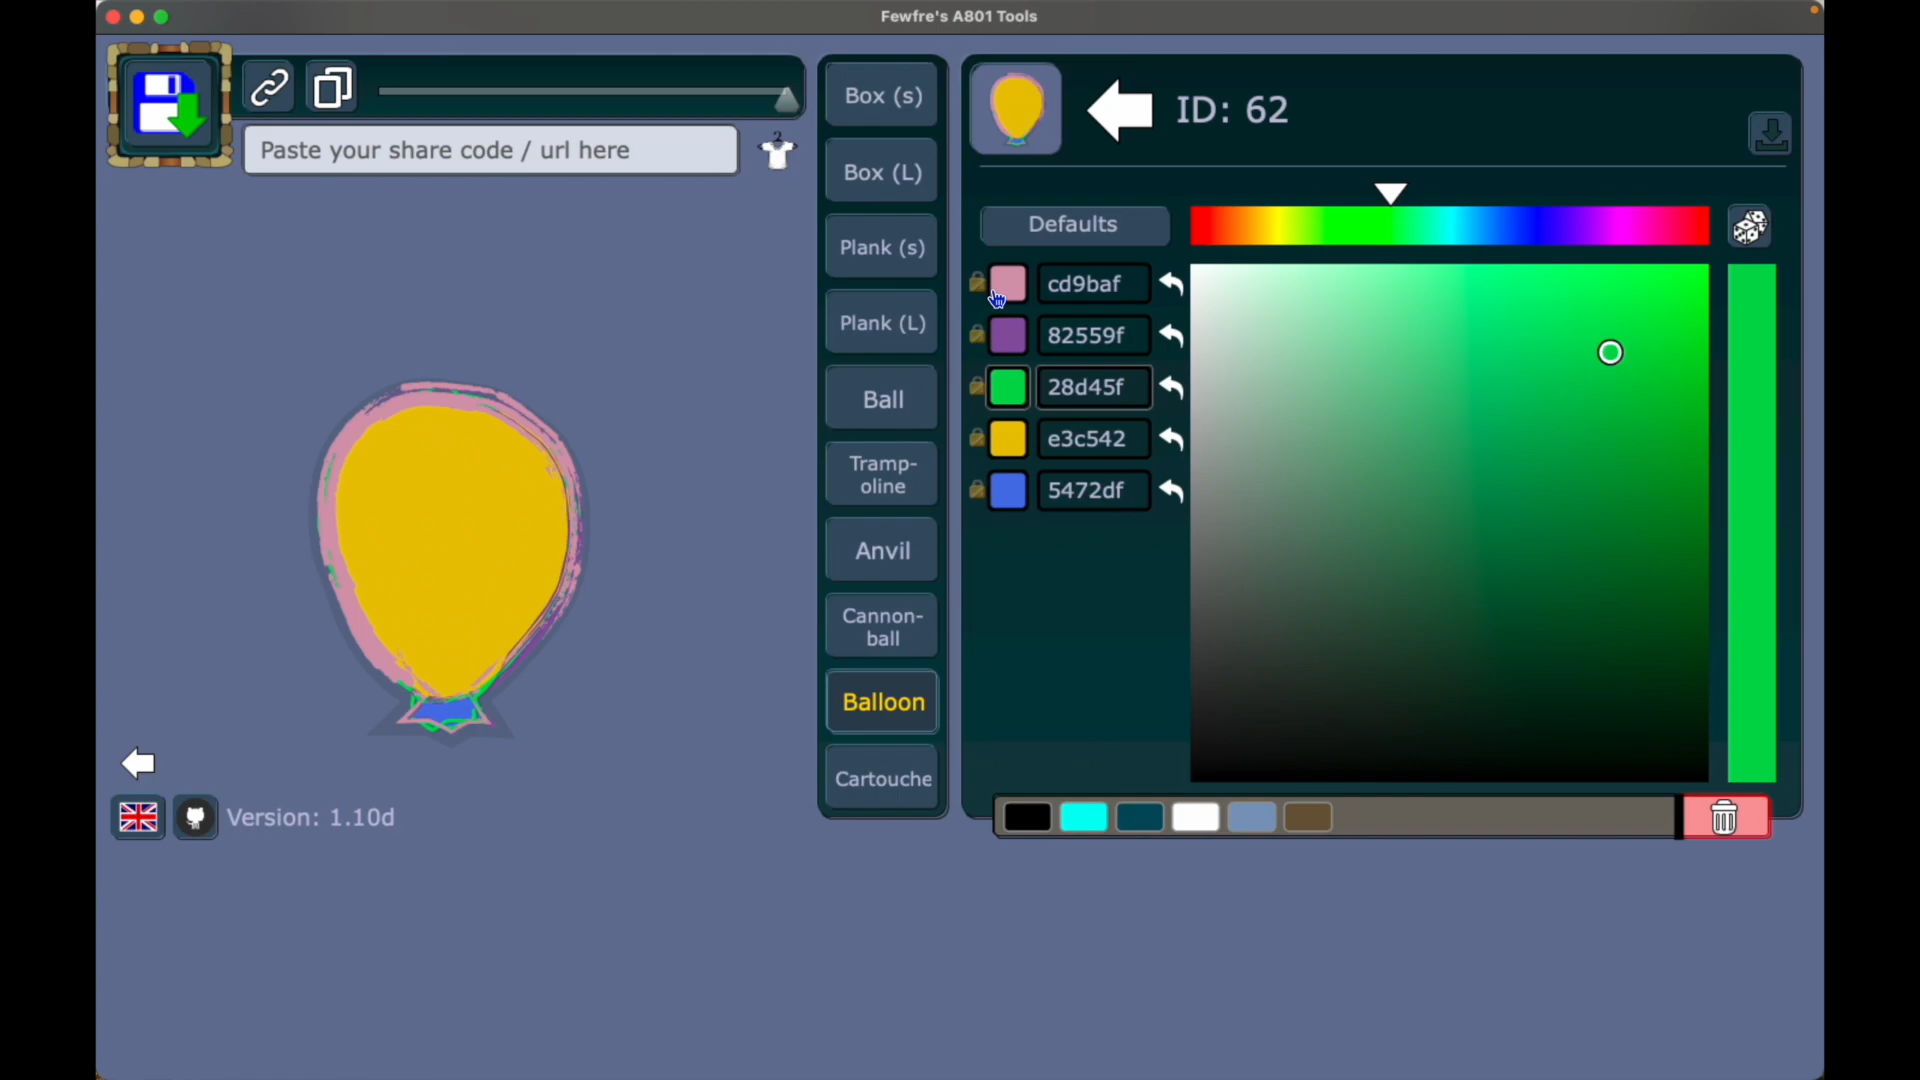 Fewfre's A801 Tools
Paste your share code / url here
2
Box (s)
Box (L)
Plank (s)
Plank (L)
Ball
Tramp-
oline
Anvil
Cannon-
ball
Balloon
Cartouche
ID: 62
Defaults
cd9baf
82559f
28d45f
e3c542
5472df
Version: 1.10d